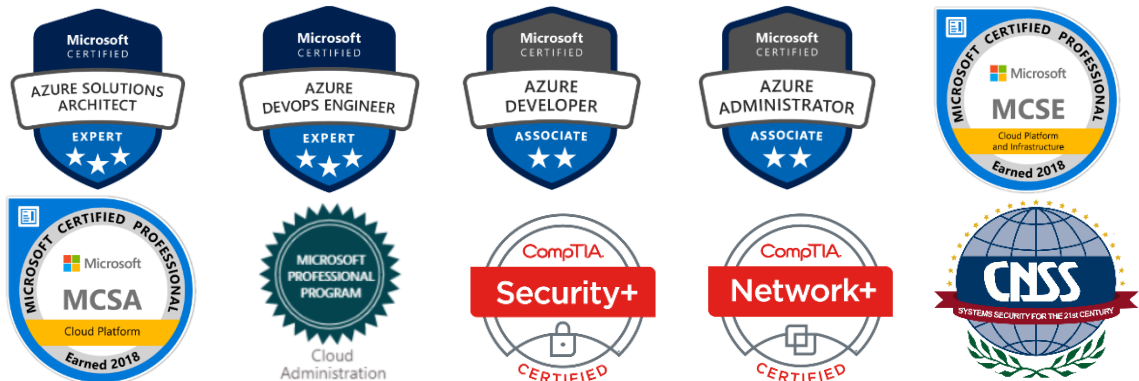 Microsoft
CERTIFIED
AZURE SOLUTIONS
ARCHITECT
EXPERT
Microsoft
CERTIFIED
AZURE
DEVOPS ENGINEER
EXPERT
Microsoft
CERTIFIED
AZURE
DEVELOPER
ASSOCIATE
Microsoft
CERTIFIED
AZURE
ADMINISTRATOR
ASSOCIATE
MICROSOFT CERTIFIED PROFESSIONAL
Microsoft
MCSE
Cloud Platform
and Infrastructure
Earned 2018
MICROSOFT CERTIFIED PROFESSIONAL
Microsoft
MCSA
Cloud Platform
Earned 2018
MICROSOFT
PROFESSIONAL
PROGRAM
Cloud
Administration
CompTIA.
Security+
CERTIFIED
CompTIA.
Network+
CERTIFIED
CNSS
SYSTEMS SECURITY FOR THE 21st CENTURY